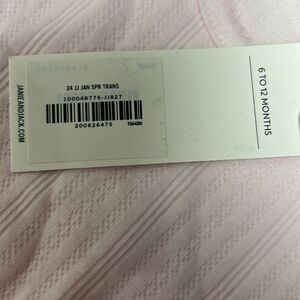 24 JJ JAN SPR TRANS
100048776-JJ827
200626475
JANIEANDJACK.COM
6 TO 12 MONTHS